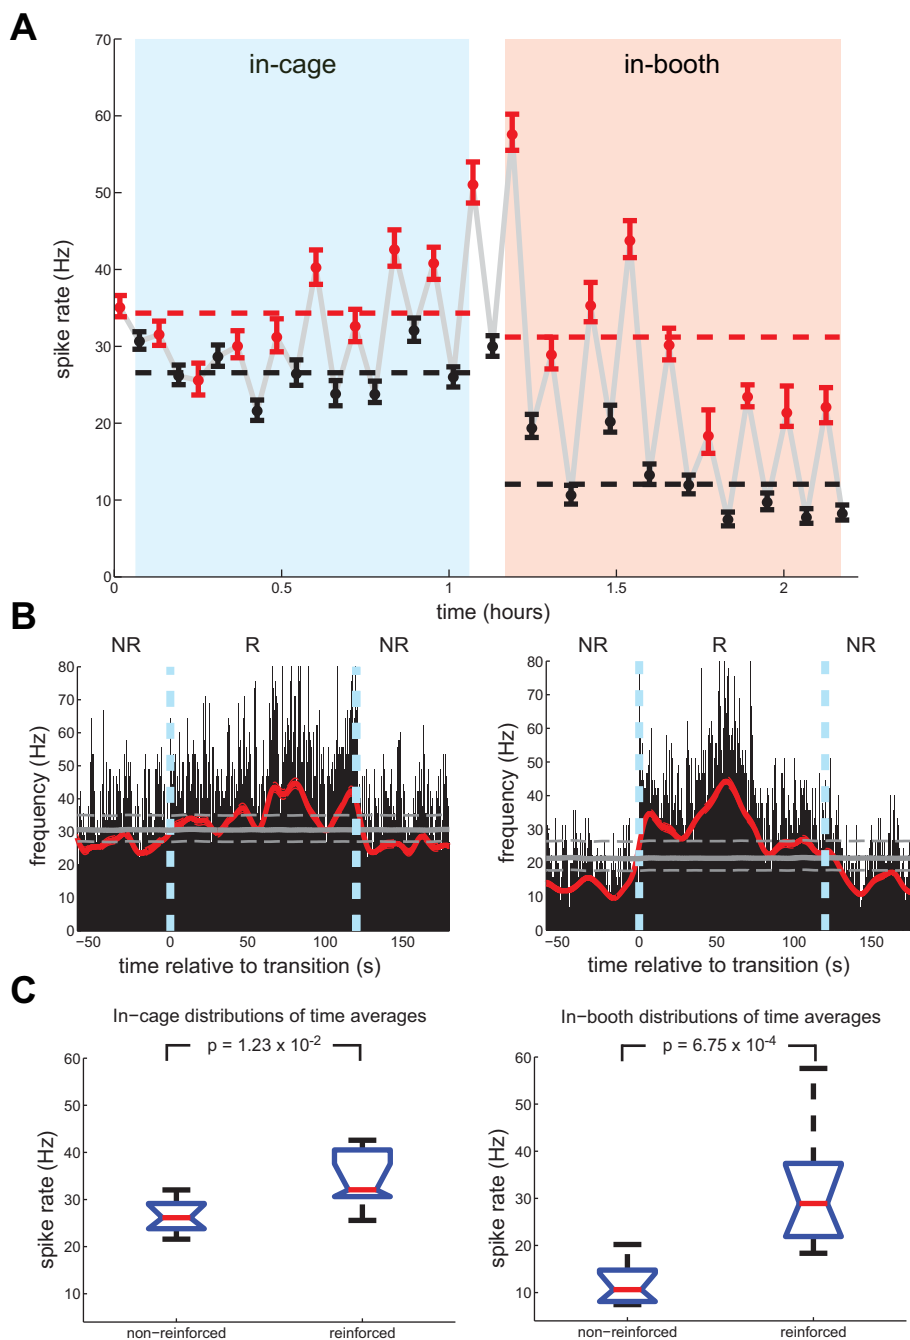 A
in-cage
in-booth
70
60
50
40
30
20
10
0
spike rate (Hz)
0
0.5
1
1.5
2
time (hours)
B
NR
R
NR
80
70
60
50
40
30
20
10
0
frequency (Hz)
−50
0
50
100
150
time relative to transition (s)
NR
R
NR
80
70
60
50
40
30
20
10
0
frequency (Hz)
−50
0
50
100
150
time relative to transition (s)
C
In−cage distributions of time averages
p = 1.23 x 10-2
60
50
40
30
20
10
spike rate (Hz)
non−reinforced
reinforced
In−booth distributions of time averages
p = 6.75 x 10-4
60
50
40
30
20
10
spike rate (Hz)
non−reinforced
reinforced